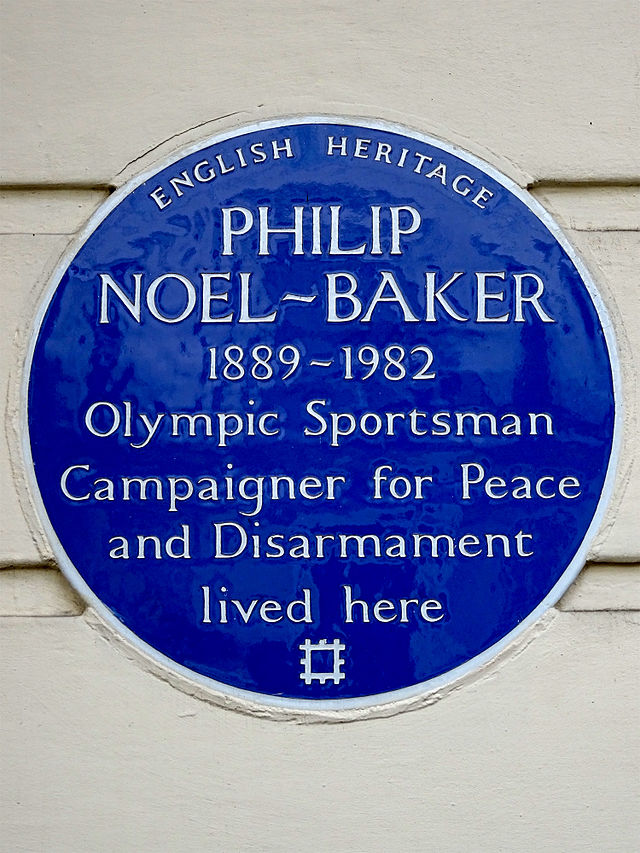 ENGLISH HERITAGE
PHILIP
NOEL~BAKER
1889~1982
Olympic Sportsman
Campaigner for Peace
and Disarmament
lived here